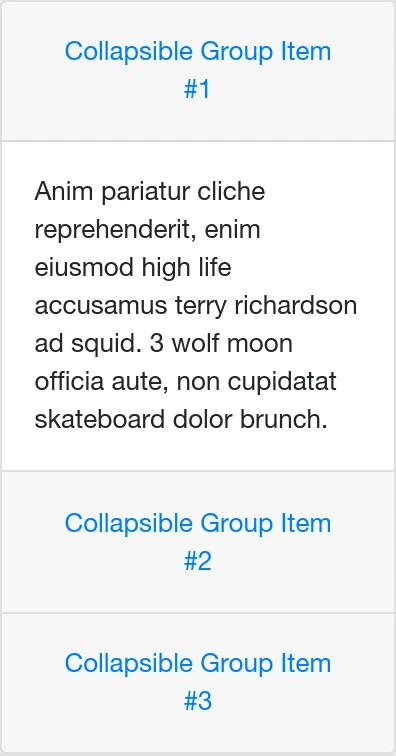 Collapsible Group Item
#1
Anim pariatur cliche
reprehenderit, enim
eiusmod high life
accusamus terry richardson
ad squid. 3 wolf moon
officia aute, non cupidatat
skateboard dolor brunch.
Collapsible Group Item
#2
Collapsible Group Item
#3